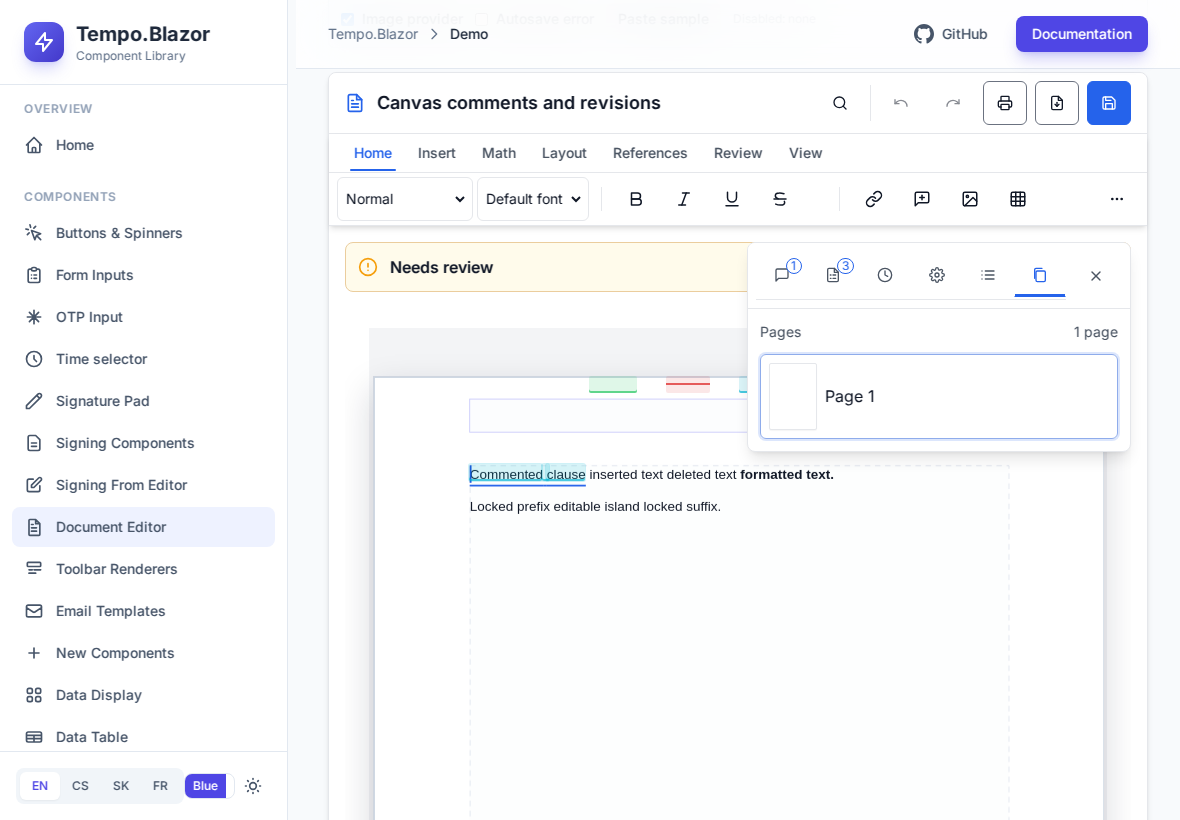 Tempo.Blazor
Component Library
OVERVIEW
Home
COMPONENTS
Buttons & Spinners
Form Inputs
OTP Input
Time selector
Signature Pad
Signing Components
Signing From Editor
Document Editor
Toolbar Renderers
Email Templates
New Components
Data Display
Data Table
EN CS SK FR Blue
Image provider Autosave error Paste sample
Tempo.Blazor Demo
GitHub
Documentation
Canvas comments and revisions
Home Insert Math Layout References Review View
Normal Default font
Needs review
1 3
Pages 1 page
Page 1
Commented clause inserted text deleted text formatted text.
Locked prefix editable island locked suffix.